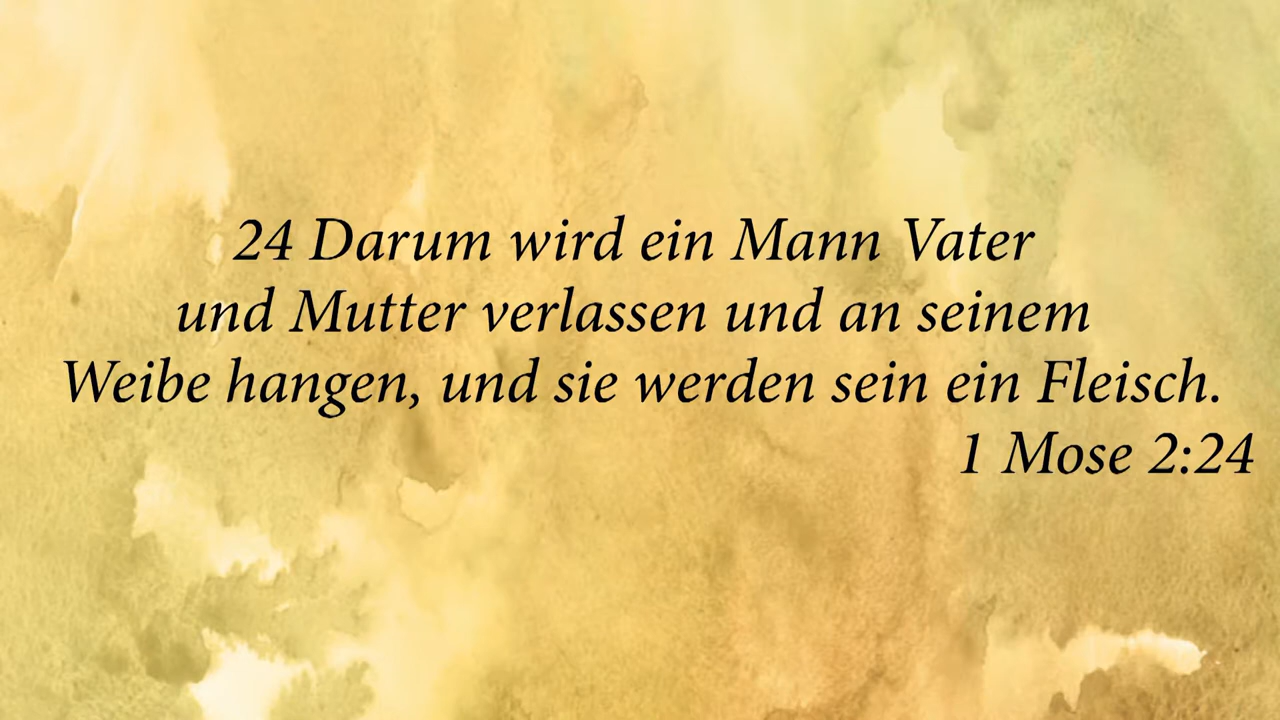 24 Darum wird ein Mann Vater
und Mutter verlassen und an seinem
Weibe hangen, und sie werden sein ein Fleisch.
1 Mose 2:24